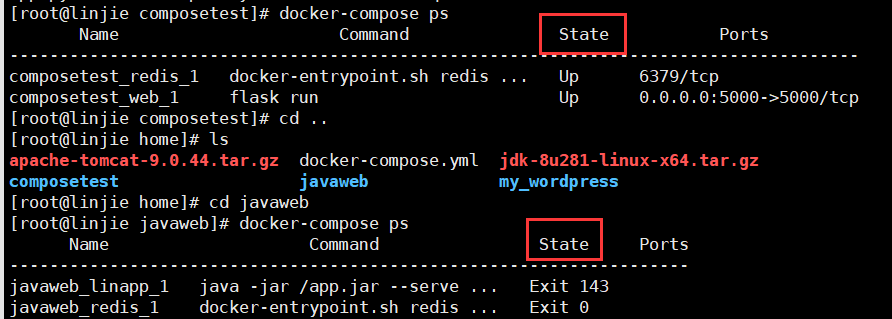 [root@linjie composetest]# docker-compose ps
Name Command State Ports
--------------------------------------------------------------------------------
composetest_redis_1 docker-entrypoint.sh redis ... Up 6379/tcp
composetest_web_1 flask run Up 0.0.0.0:5000->5000/tcp
[root@linjie composetest]# cd ..
[root@linjie home]# ls
apache-tomcat-9.0.44.tar.gz docker-compose.yml jdk-8u281-linux-x64.tar.gz
composetest javaweb my_wordpress
[root@linjie home]# cd javaweb
[root@linjie javaweb]# docker-compose ps
Name Command State Ports
--------------------------------------------------------------------
javaweb_linapp_1 java -jar /app.jar --serve ... Exit 143
javaweb_redis_1 docker-entrypoint.sh redis ... Exit 0